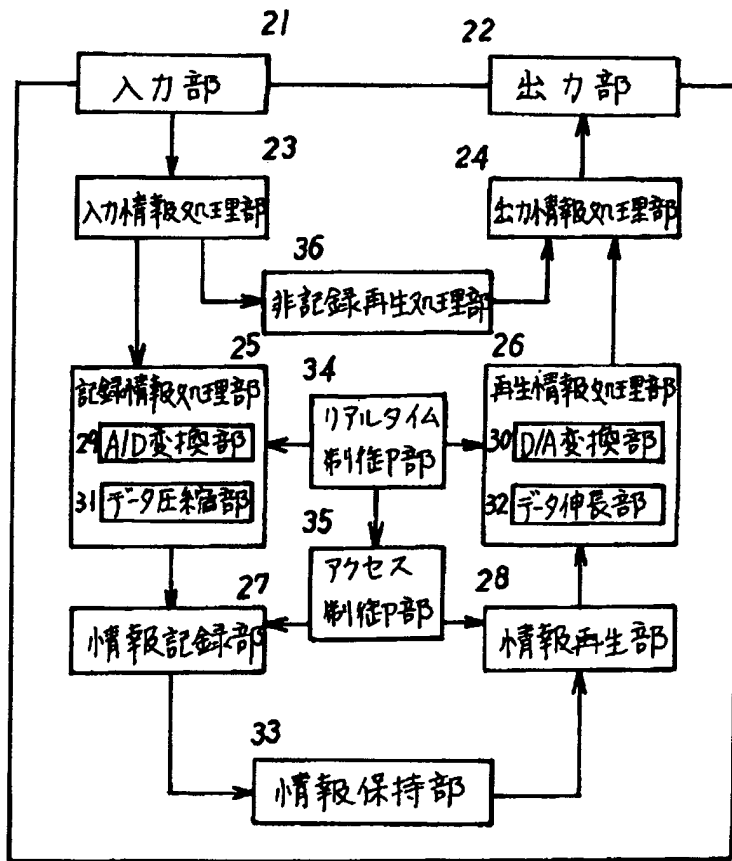 21
22
入力部
出力部
23
24
入力情報処理部
出力情報処理部
36
非記録再生処理部
25
34
26
記録情報処理部
リアルタイム
制御部
再生情報処理部
29 A/D変換部
30 D/A変換部
31 データ圧縮部
32 データ伸長部
35
アクセス
制御部
27
28
情報記録部
情報再生部
33
情報保持部